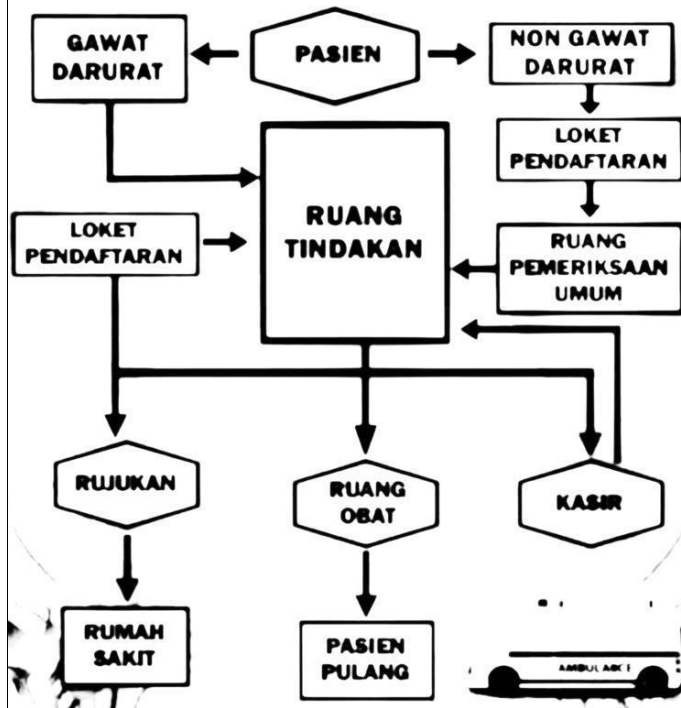 GAWAT
DARURAT
PASIEN
NON GAWAT
DARURAT
LOKET
PENDAFTARAN
RUANG
TINDAKAN
LOKET
PENDAFTARAN
RUANG
PEMERIKSAAN
UMUM
RUJUKAN
RUANG
OBAT
KASIR
RUMAH
SAKIT
PASIEN
PULANG
AMBULANCE